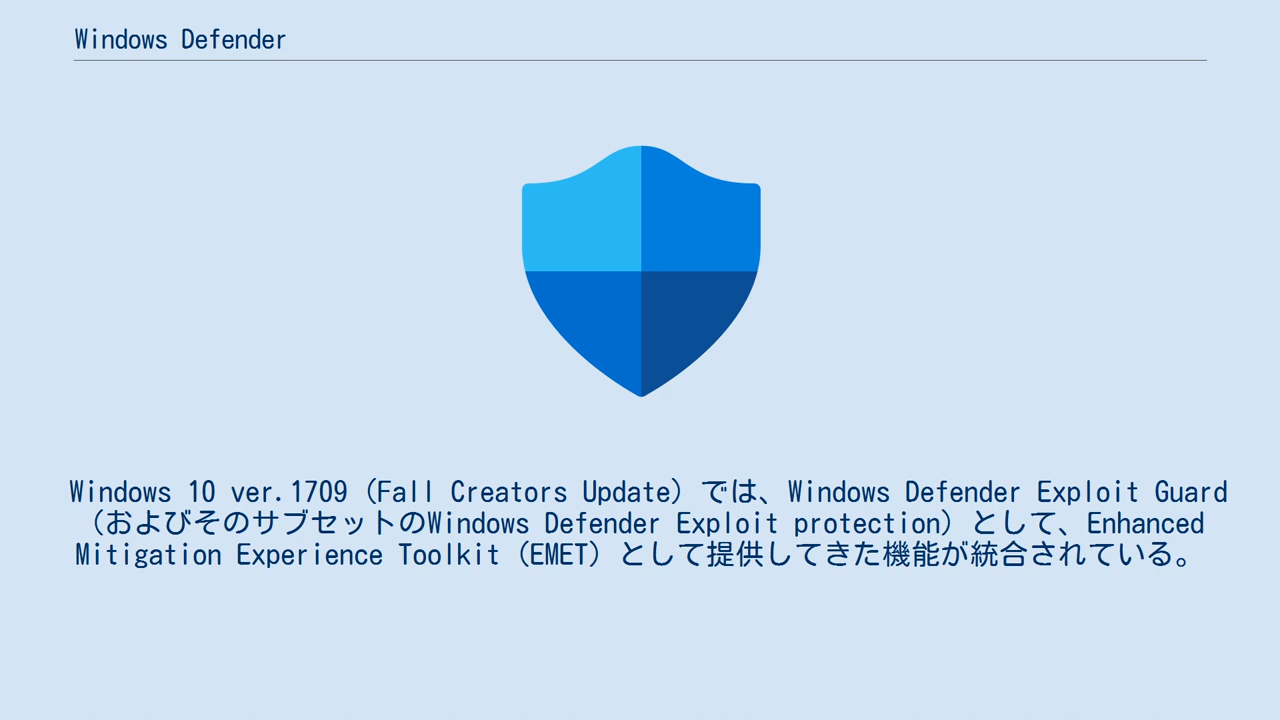 Windows Defender
Windows 10 ver.1709（Fall Creators Update）では、Windows Defender Exploit Guard
（およびそのサブセットのWindows Defender Exploit protection）として、Enhanced
Mitigation Experience Toolkit（EMET）として提供してきた機能が統合されている。